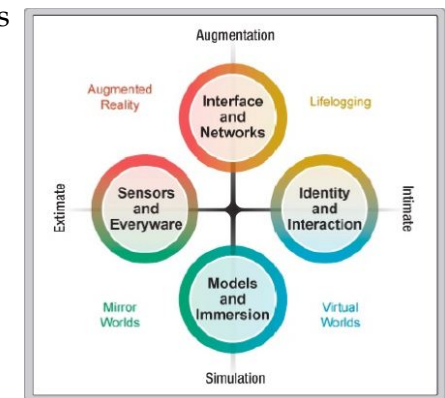 s
Augmentation
Augmented
Reality
Interface
and
Networks
Lifelogging
Extimate
Sensors
and
Everyware
Identity
and
Interaction
Intimate
Mirror
Worlds
Models
and
Immersion
Virtual
Worlds
Simulation